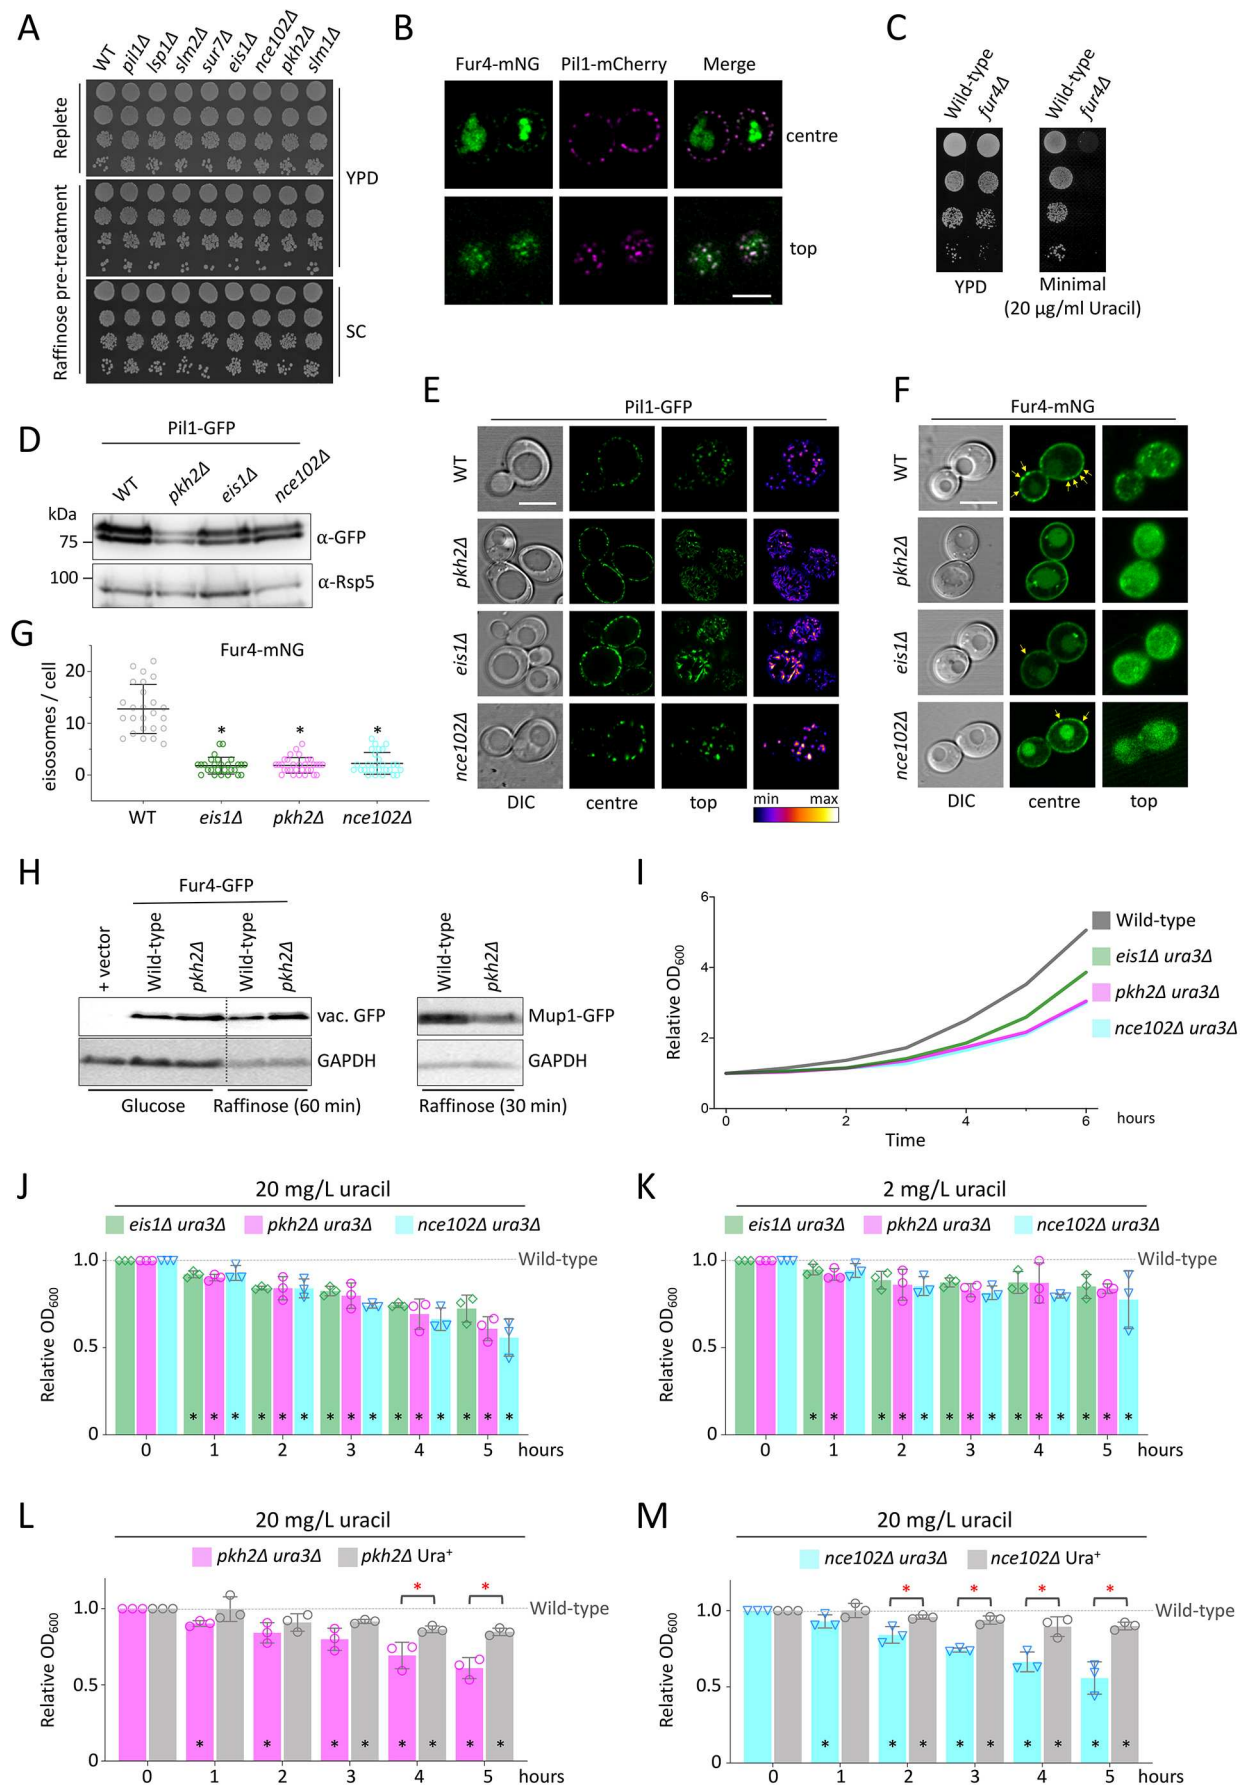 A
WT
pil1Δ
lsp1Δ
slm2Δ
sur7Δ
eis1Δ
nce102Δ
pkh2Δ
slm1Δ
Replete
Raffinose pre-treatment
YPD
SC
B
Fur4-mNG
Pil1-mCherry
Merge
centre
top
C
Wild-type
fur4Δ
Wild-type
fur4Δ
YPD
Minimal
(20 µg/ml Uracil)
D
Pil1-GFP
WT
pkh2Δ
eis1Δ
nce102Δ
kDa
75
100
α-GFP
α-Rsp5
E
Pil1-GFP
WT
pkh2Δ
eis1Δ
nce102Δ
DIC
centre
top
min max
F
Fur4-mNG
WT
pkh2Δ
eis1Δ
nce102Δ
DIC
centre
top
G
Fur4-mNG
eisosomes / cell
20
10
0
* * *
WT
eis1Δ
pkh2Δ
nce102Δ
H
Fur4-GFP
+ vector
Wild-type
pkh2Δ
Wild-type
pkh2Δ
vac. GFP
GAPDH
Glucose
Raffinose (60 min)
Wild-type
pkh2Δ
Mup1-GFP
GAPDH
Raffinose (30 min)
I
Relative OD600
6
4
2
0
0 2 4 6 hours
Time
Wild-type
eis1Δ ura3Δ
pkh2Δ ura3Δ
nce102Δ ura3Δ
J
20 mg/L uracil
eis1Δ ura3Δ
pkh2Δ ura3Δ
nce102Δ ura3Δ
Relative OD600
1.0
0.5
0
Wild-type
* * * * * * * * * * * * * * *
0 1 2 3 4 5 hours
K
2 mg/L uracil
eis1Δ ura3Δ
pkh2Δ ura3Δ
nce102Δ ura3Δ
Relative OD600
1.0
0.5
0
Wild-type
* * * * * * * * * * * * * * *
0 1 2 3 4 5 hours
L
20 mg/L uracil
pkh2Δ ura3Δ
pkh2Δ Ura+
Relative OD600
1.0
0.5
0
* *
Wild-type
* * * * * * * *
0 1 2 3 4 5 hours
M
20 mg/L uracil
nce102Δ ura3Δ
nce102Δ Ura+
Relative OD600
1.0
0.5
0
* * * *
Wild-type
* * * * * * * * *
0 1 2 3 4 5 hours